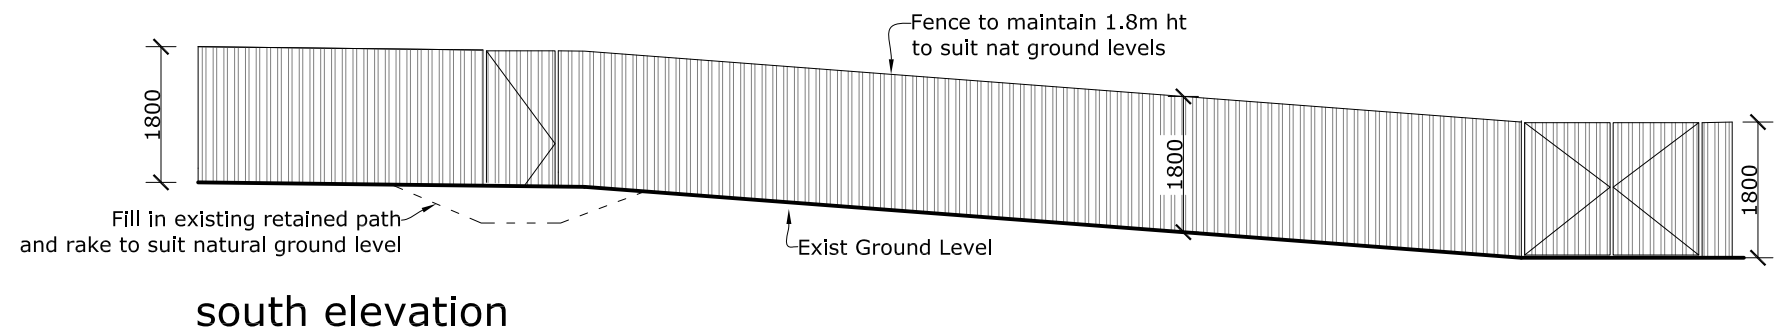 Fence to maintain 1.8m ht
to suit nat ground levels
1800
1800
1800
Fill in existing retained path
and rake to suit natural ground level
Exist Ground Level
south elevation